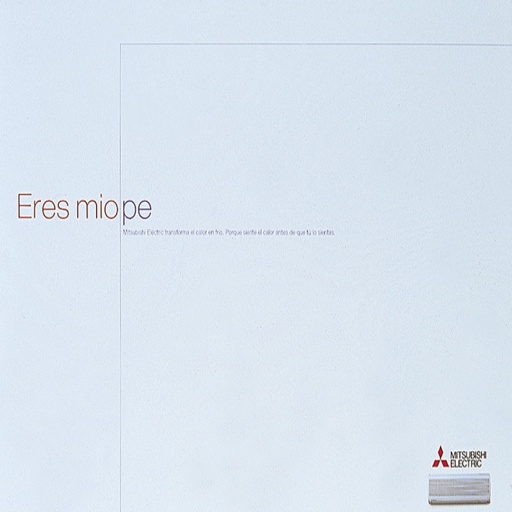 Eres miope
Mitsubishi Electric transforma el calor en frío. Porque siente el calor antes de que tú lo sientas.
MITSUBISHI
ELECTRIC